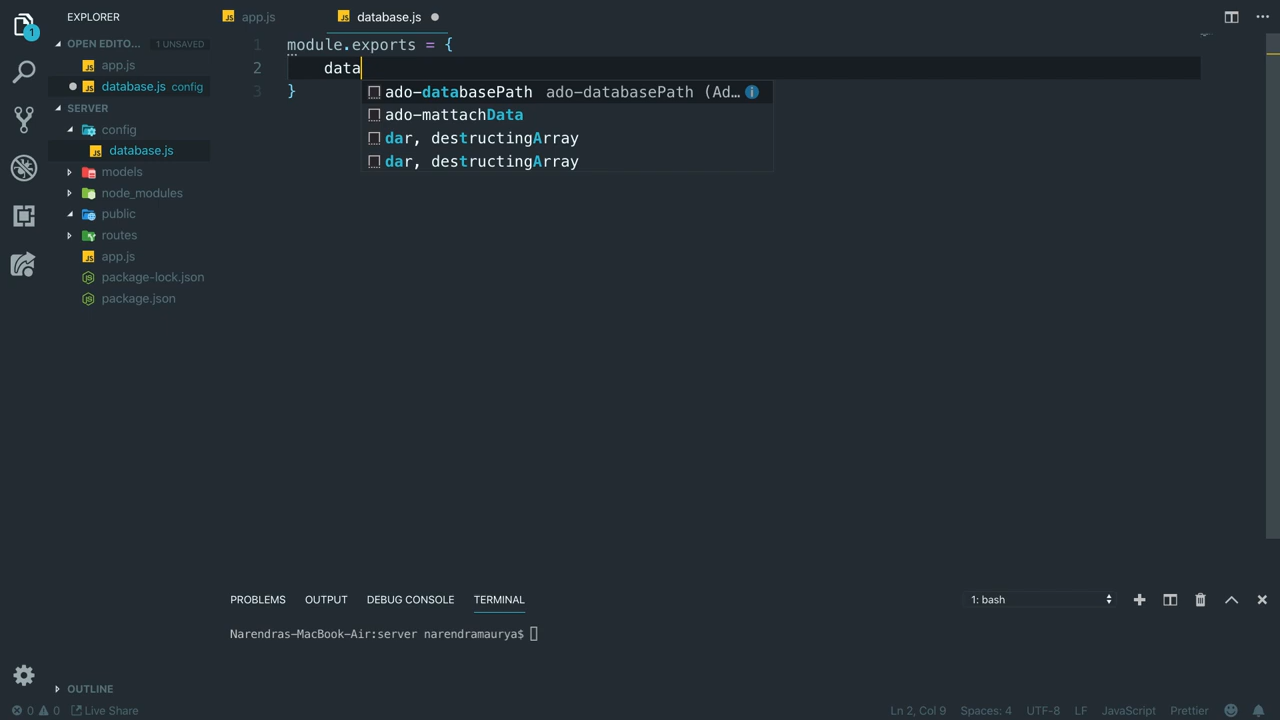 EXPLORER
app.js
database.js
OPEN EDITO... 1 UNSAVED
app.js
database.js config
SERVER
config
database.js
models
node_modules
public
routes
app.js
package-lock.json
package.json
1
1 module.exports = {
2 data
3 }
ado-databasePath ado-databasePath (Ad...
ado-mattachData
dar, destructingArray
dar, destructingArray
PROBLEMS OUTPUT DEBUG CONSOLE TERMINAL
1: bash
Narendras-MacBook-Air:server narendramaurya$
OUTLINE
0 0 Live Share
Ln 2, Col 9 Spaces: 4 UTF-8 LF JavaScript Prettier